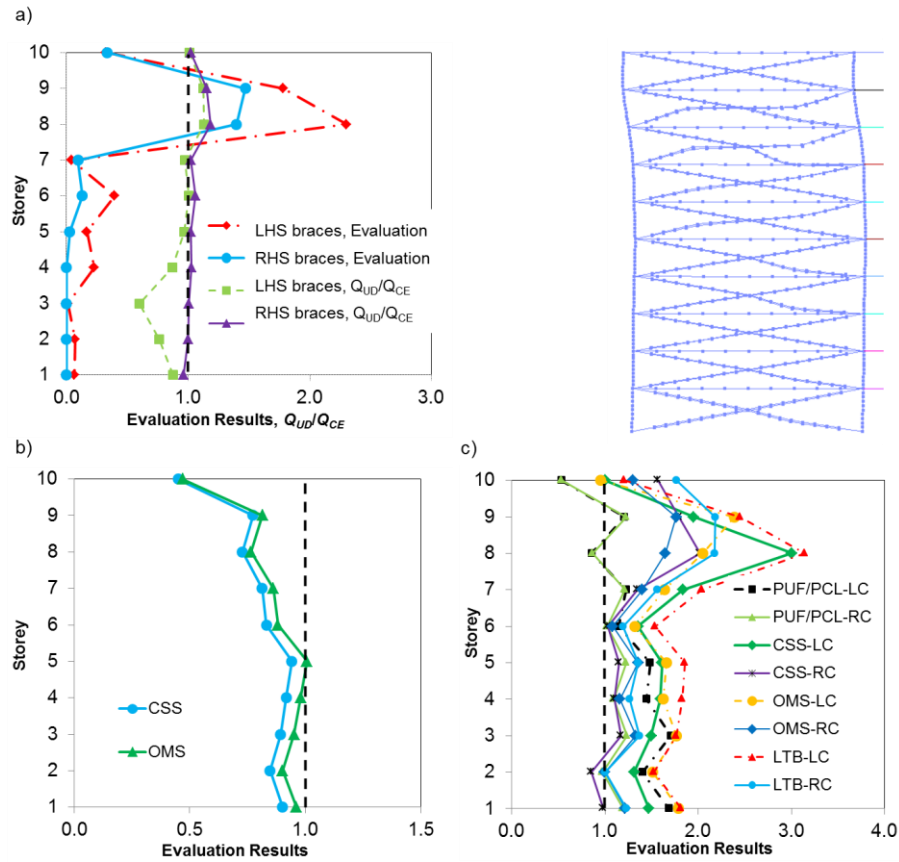 a)
10
9
8
7
6
5
4
3
2
1
Storey
0.0
1.0
2.0
3.0
Evaluation Results, QUD/QCE
LHS braces, Evaluation
RHS braces, Evaluation
LHS braces, QUD/QCE
RHS braces, QUD/QCE
b)
10
9
8
7
6
5
4
3
2
1
Storey
CSS
OMS
0.0
0.5
1.0
1.5
Evaluation Results
c)
10
9
8
7
6
5
4
3
2
1
Storey
PUF/PCL-LC
PUF/PCL-RC
CSS-LC
CSS-RC
OMS-LC
OMS-RC
LTB-LC
LTB-RC
0.0
1.0
2.0
3.0
4.0
Evaluation Results